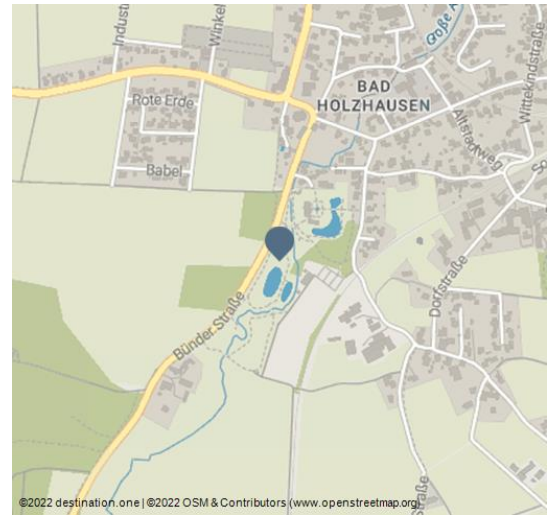 Indust
Winkel
Große A
Rote Erde
BAD
HOLZHAUSEN
Wittekindstraße
Altstadtweg
Babel
Bünder Straße
Dorfstraße
Straße
©2022 destination.one | ©2022 OSM & Contributors (www.openstreetmap.org)